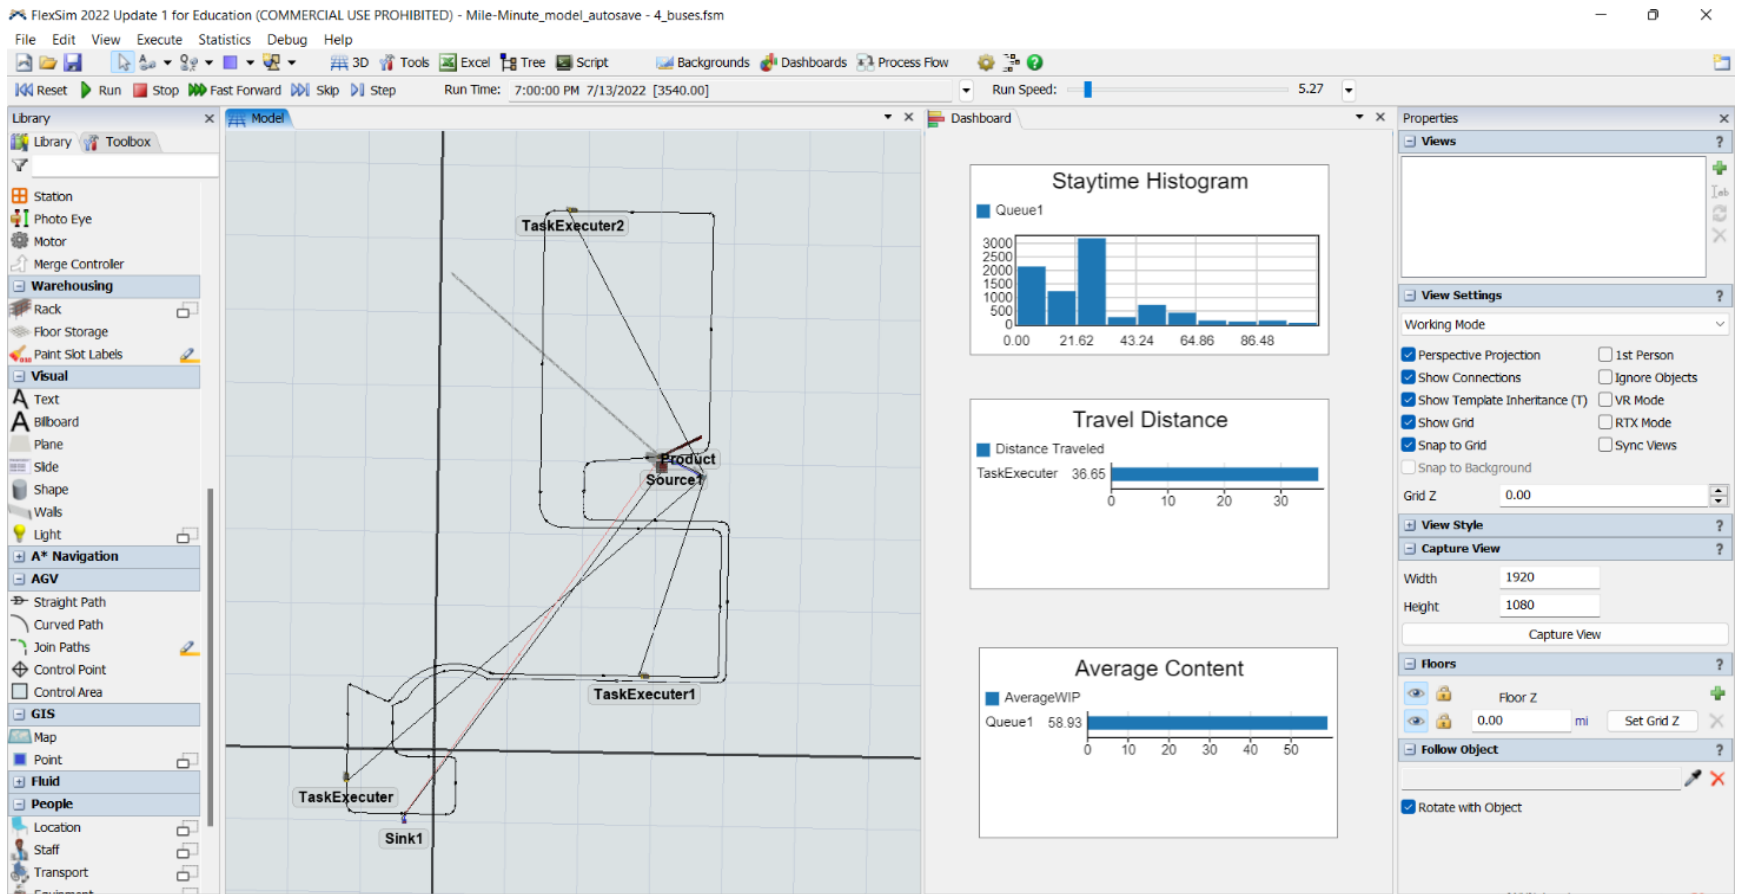 FlexSim 2022 Update 1 for Education (COMMERCIAL USE PROHIBITED) - Mile-Minute_model_autosave - 4_buses.fsm
File Edit View Execute Statistics Debug Help
3D Tools Excel Tree Script Backgrounds Dashboards Process Flow
Reset Run Stop Fast Forward Skip Step Run Time: 7:00:00 PM 7/13/2022 [3540.00] Run Speed: 5.27
Library
Library Toolbox
Station
Photo Eye
Motor
Merge Controller
Warehousing
Rack
Floor Storage
Paint Slot Labels
Visual
Text
Billboard
Plane
Slide
Shape
Walls
Light
A* Navigation
AGV
Straight Path
Curved Path
Join Paths
Control Point
Control Area
GIS
Map
Point
Fluid
People
Location
Staff
Transport
Model
TaskExecuter2
Product
Source1
TaskExecuter1
TaskExecuter
Sink1
Dashboard
Staytime Histogram
Queue1
3000
2500
2000
1500
1000
500
0
0.00 21.62 43.24 64.86 86.48
Travel Distance
Distance Traveled
TaskExecuter 36.65
0 10 20 30
Average Content
AverageWIP
Queue1 58.93
0 10 20 30 40 50
Properties
Views ?
View Settings ?
Working Mode
Perspective Projection 1st Person
Show Connections Ignore Objects
Show Template Inheritance (T) VR Mode
Show Grid RTX Mode
Snap to Grid Sync Views
Snap to Background
Grid Z 0.00
View Style ?
Capture View ?
Width 1920
Height 1080
Capture View
Floors ?
Floor Z
0.00 mi Set Grid Z
Follow Object ?
Rotate with Object